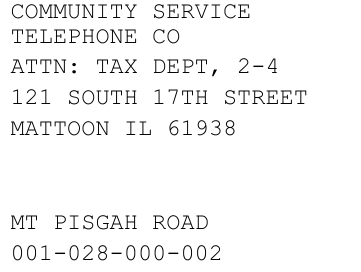 COMMUNITY SERVICE
TELEPHONE CO
ATTN: TAX DEPT, 2-4
121 SOUTH 17TH STREET
MATTOON IL 61938
MT PISGAH ROAD
001-028-000-002